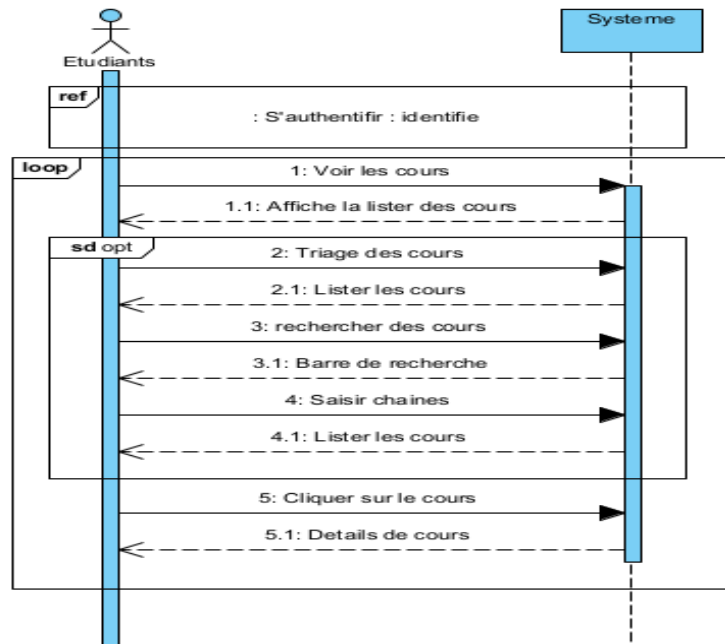 Systeme
Etudiants
ref
: S'authentifir : identifie
loop
1: Voir les cours
1.1: Affiche la lister des cours
sd opt
2: Triage des cours
2.1: Lister les cours
3: rechercher des cours
3.1: Barre de recherche
4: Saisir chaines
4.1: Lister les cours
5: Cliquer sur le cours
5.1: Details de cours